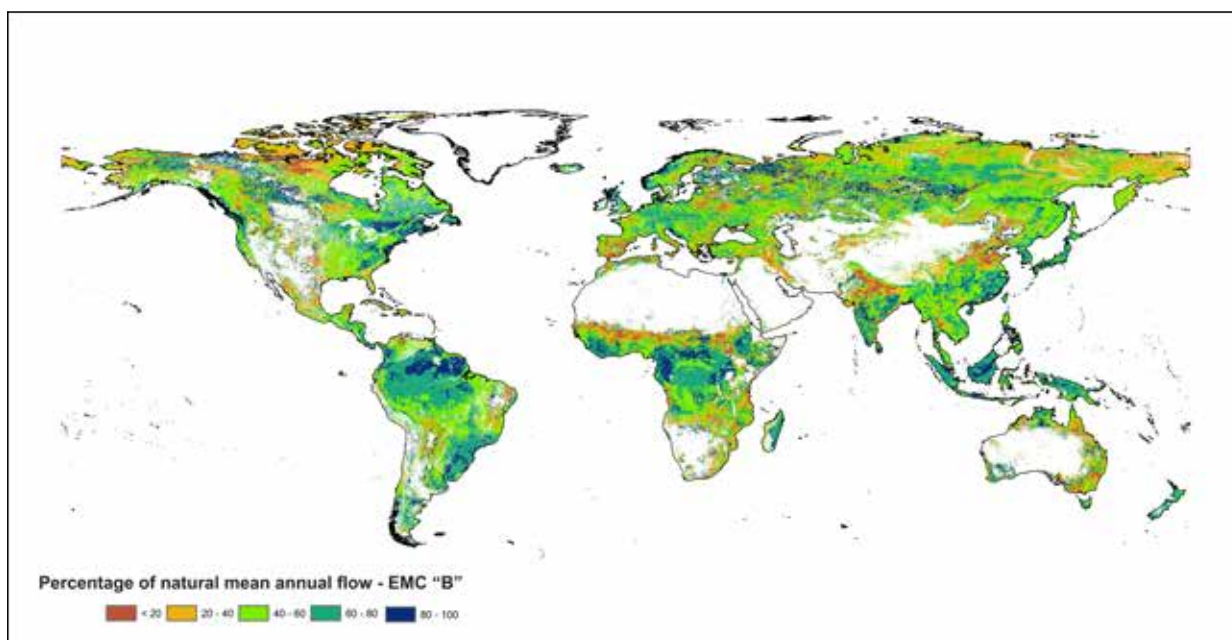 Percentage of natural mean annual flow - EMC “B”
< 20 20 - 40 40 - 60 60 - 80 80 - 100